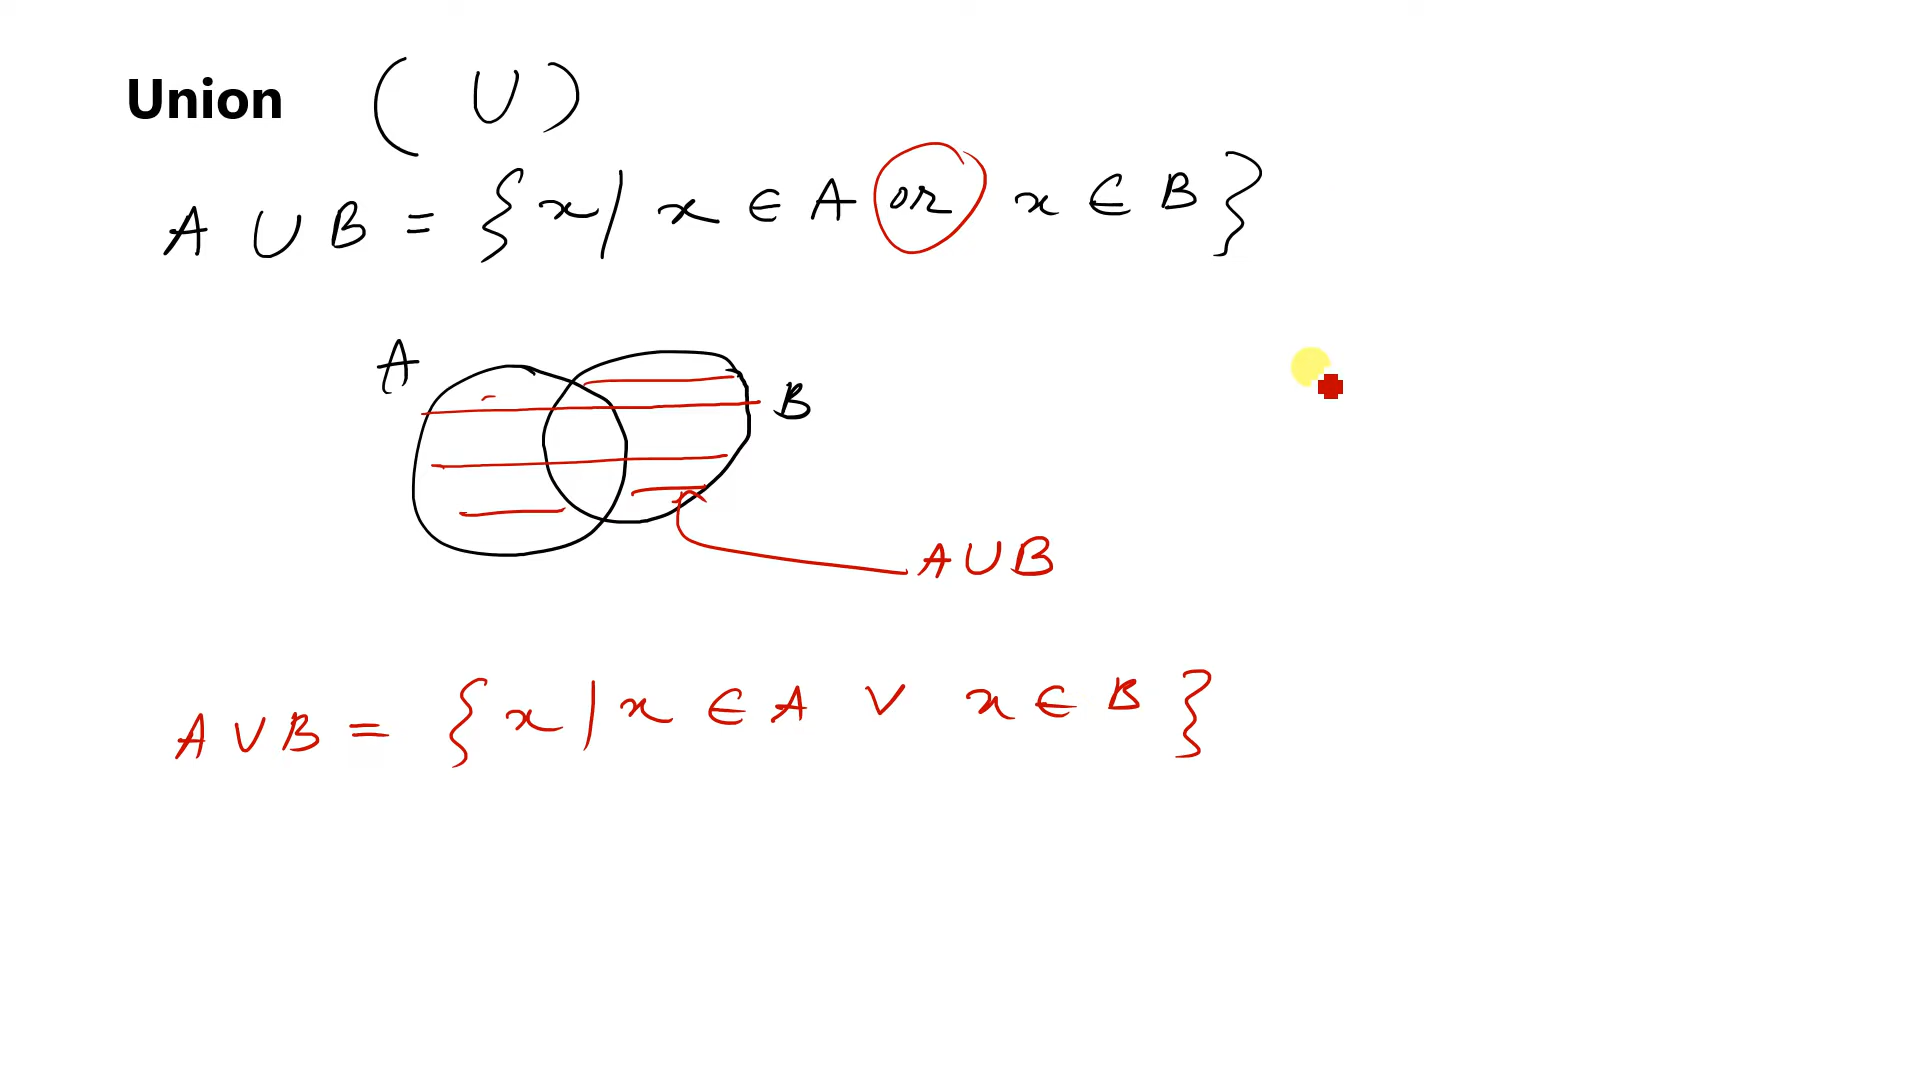 Union ( ∪ )
A ∪ B = {x / x ∈ A or x ∈ B}
A
B
A ∪ B
A ∪ B = {x / x ∈ A ∨ x ∈ B}